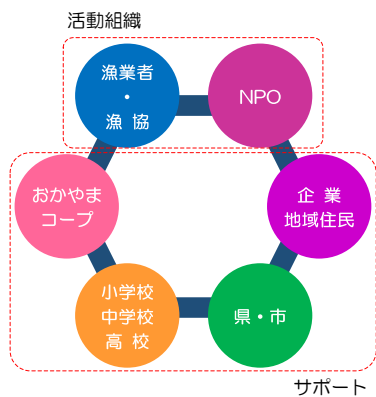 活動組織
漁業者
・
漁 協
NPO
おかやま
コープ
企 業
地域住民
小学校
中学校
高 校
県・市
サポート